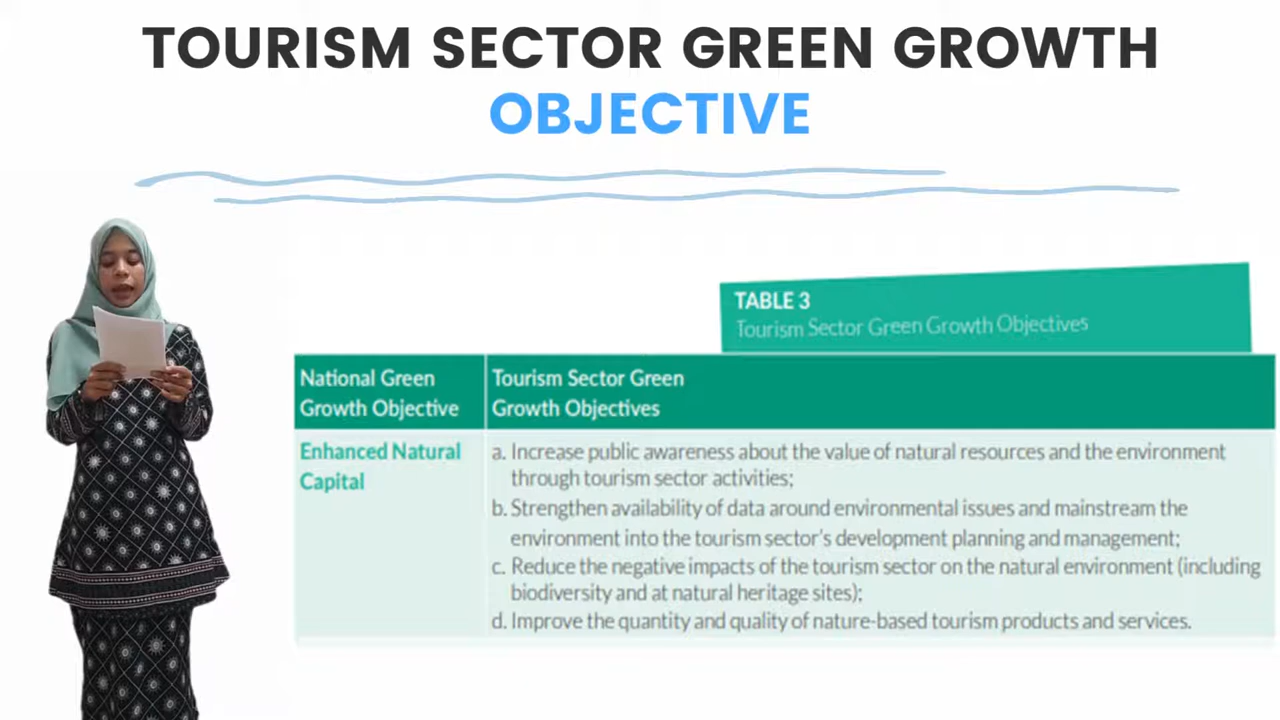 TOURISM SECTOR GREEN GROWTH
OBJECTIVE
TABLE 3
Tourism Sector Green Growth Objectives
National Green
Growth Objective
Tourism Sector Green
Growth Objectives
Enhanced Natural
Capital
a. Increase public awareness about the value of natural resources and the environment
through tourism sector activities;
b. Strengthen availability of data around environmental issues and mainstream the
environment into the tourism sector's development planning and management;
c. Reduce the negative impacts of the tourism sector on the natural environment (including
biodiversity and at natural heritage sites);
d. Improve the quantity and quality of nature-based tourism products and services.